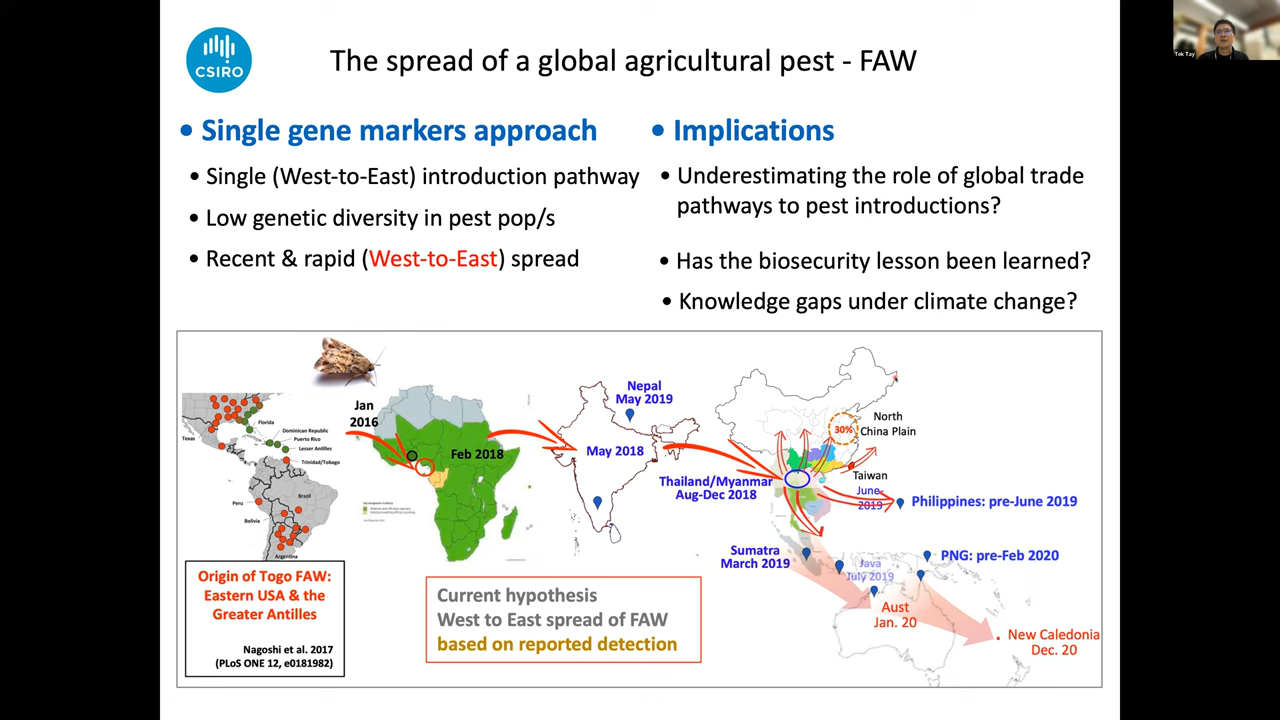 CSIRO
The spread of a global agricultural pest - FAW
Tek Tay
• Single gene markers approach
• Single (West-to-East) introduction pathway
• Low genetic diversity in pest pop/s
• Recent & rapid (West-to-East) spread
• Implications
• Underestimating the role of global trade
pathways to pest introductions?
• Has the biosecurity lesson been learned?
• Knowledge gaps under climate change?
Texas
Florida
Dominican Republic
Puerto Rico
Lesser Antilles
Trinidad/Tobago
Peru
Brazil
Bolivia
Argentina
Jan
2016
Feb 2018
Nepal
May 2019
May 2018
Thailand/Myanmar
Aug-Dec 2018
30%
North
China Plain
Taiwan
June-
2019
Philippines: pre-June 2019
Sumatra
March 2019
Java
July 2019
PNG: pre-Feb 2020
Aust
Jan. 20
New Caledonia
Dec. 20
Origin of Togo FAW:
Eastern USA & the
Greater Antilles
Nagoshi et al. 2017
(PLoS ONE 12, e0181982)
Current hypothesis
West to East spread of FAW
based on reported detection